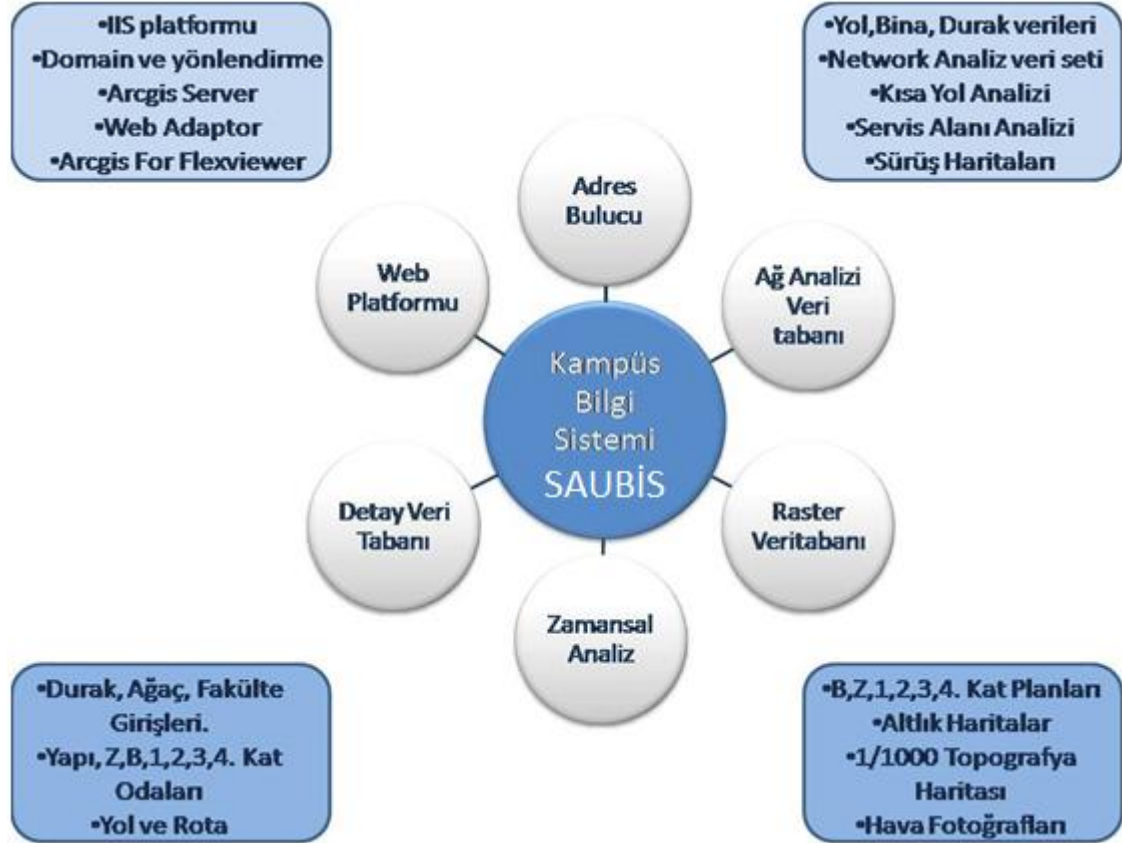 •IIS platformu
•Domain ve yönlendirme
•Arcgis Server
•Web Adaptor
•Arcgis For Flexviewer
•Yol,Bina, Durak verileri
•Network Analiz veri seti
•Kısa Yol Analizi
•Servis Alanı Analizi
•Sürüş Haritaları
Adres
Bulucu
Web
Platformu
Ağ Analizi
Veri
tabanı
Kampüs
Bilgi
Sistemi
SAUBİS
Detay Veri
Tabanı
Raster
Veritabanı
Zamansal
Analiz
•Durak, Ağaç, Fakülte
Girişleri.
•Yapı, Z,B,1,2,3,4. Kat
Odaları
•Yol ve Rota
•B,Z,1,2,3,4. Kat Planları
•Altlık Haritalar
•1/1000 Topografya
Haritası
•Hava Fotoğrafları